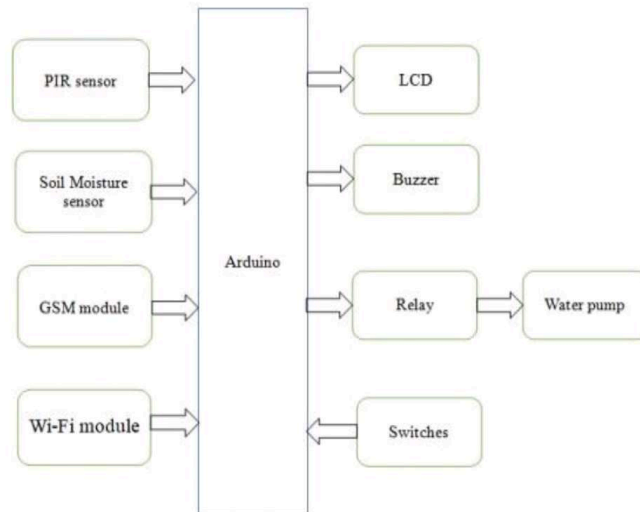 PIR sensor
LCD
Soil Moisture
sensor
Buzzer
Arduino
GSM module
Relay
Water pump
Wi-Fi module
Switches